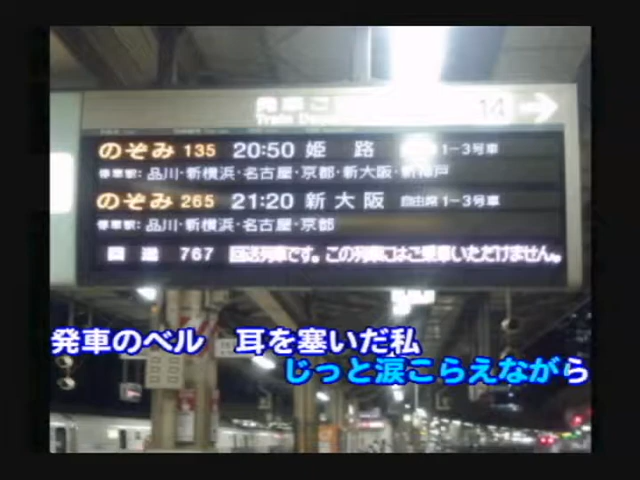 発車ご案内 14
Train Departures
のぞみ 135 20:50 姫路 1-3号車
停車駅: 品川・新横浜・名古屋・京都・新大阪・新神戸
のぞみ 265 21:20 新大阪 自由席1-3号車
停車駅: 品川・新横浜・名古屋・京都
回送 767 回送列車です。この列車にはご乗車いただけません。
発車のベル 耳を塞いだ私
じっと涙こらえながら